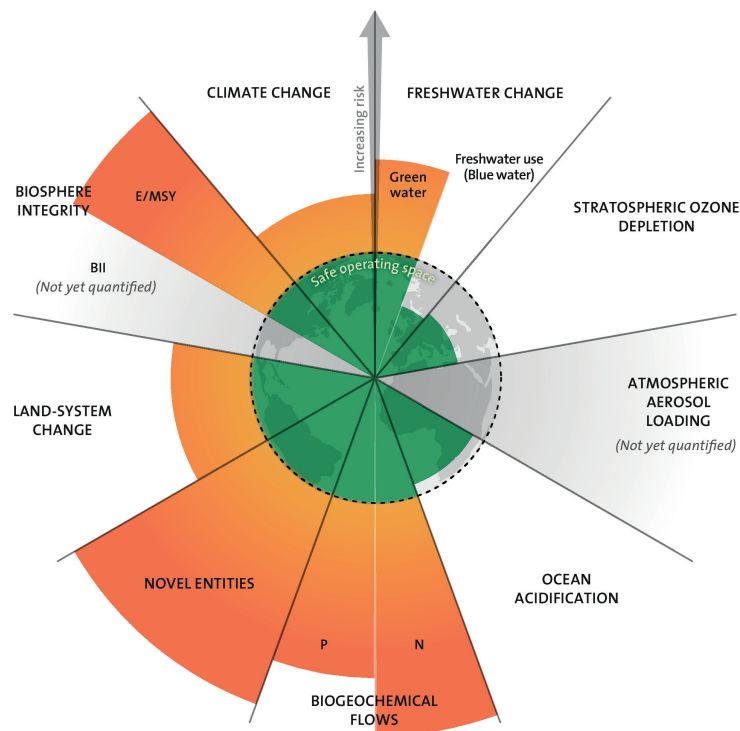 CLIMATE CHANGE
Increasing risk
FRESHWATER CHANGE
Green
water
Freshwater use
(Blue water)
STRATOSPHERIC OZONE
DEPLETION
ATMOSPHERIC
AEROSOL
LOADING
(Not yet quantified)
OCEAN
ACIDIFICATION
N
P
BIOGEOCHEMICAL
FLOWS
NOVEL ENTITIES
LAND-SYSTEM
CHANGE
BIOSPHERE
INTEGRITY
E/MSY
BII
(Not yet quantified)
Safe operating space